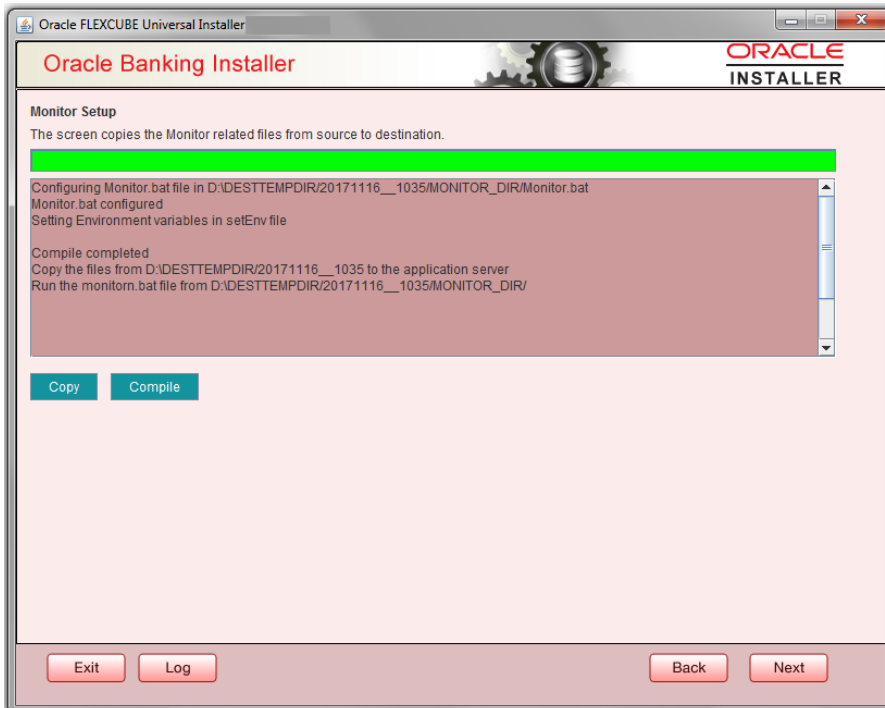 Oracle FLEXCUBE Universal Installer
Oracle Banking Installer
ORACLE
INSTALLER
Monitor Setup
The screen copies the Monitor related files from source to destination.
Configuring Monitor.bat file in D:\DESTTEMPDIR/20171116__1035/MONITOR_DIR/Monitor.bat
Monitor.bat configured
Setting Environment variables in setEnv file
Compile completed
Copy the files from D:\DESTTEMPDIR/20171116__1035 to the application server
Run the monitorn.bat file from D:\DESTTEMPDIR/20171116__1035/MONITOR_DIR/
Copy Compile
Exit Log Back Next